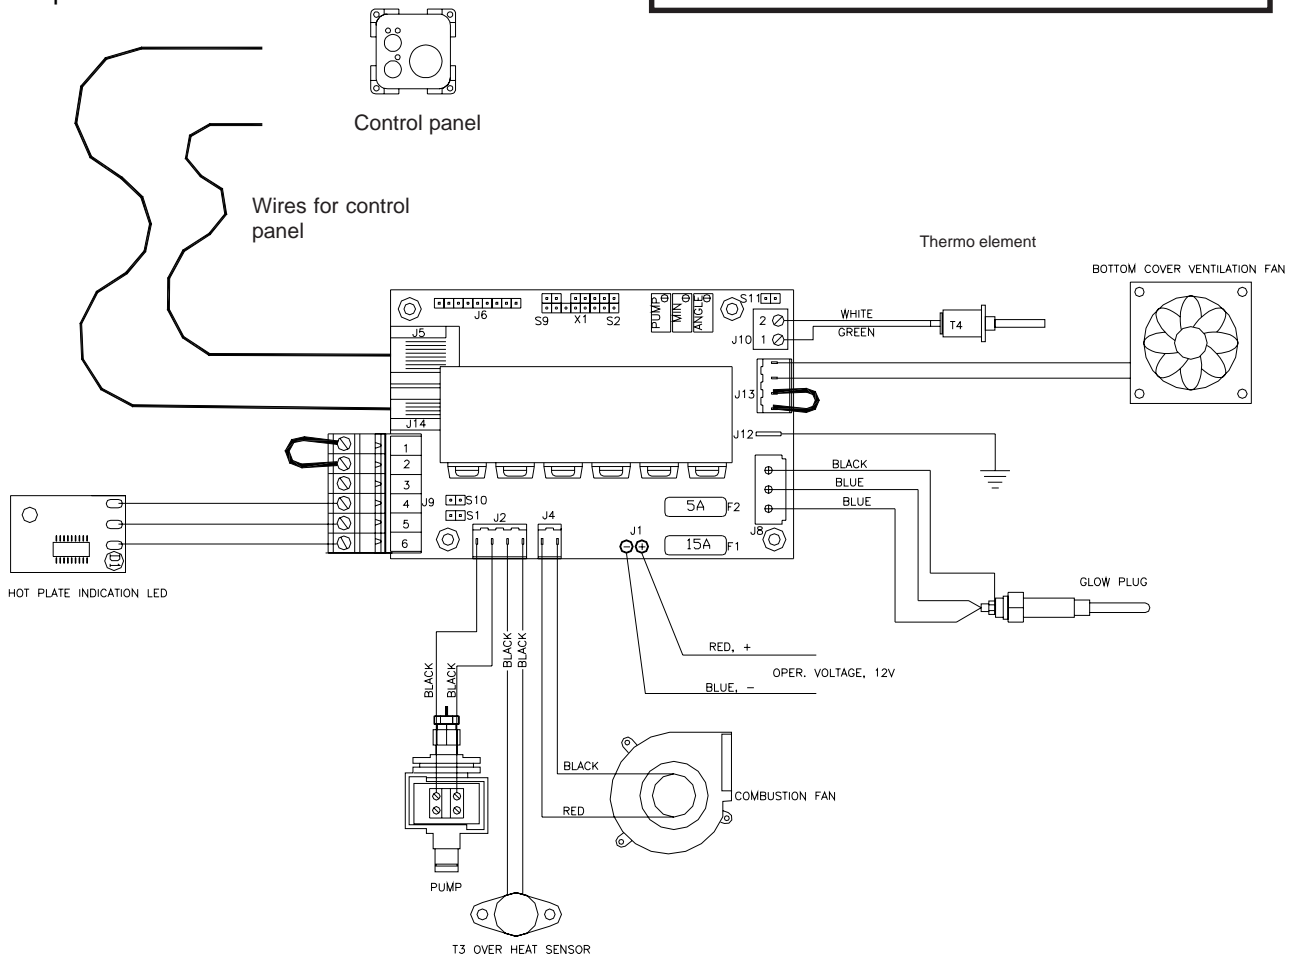 Control panel
Wires for control
panel
Thermo element
BOTTOM COVER VENTILATION FAN
J6
S9
X1
S2
PUMP
MIN
ANGLE
S11
2
J10
1
WHITE
GREEN
T4
J5
J13
J14
J12
1
2
3
4
5
6
J9
S10
S1
J2
J4
J1
5A
F2
15A
F1
J8
BLACK
BLUE
BLUE
HOT PLATE INDICATION LED
GLOW PLUG
BLACK
BLACK
BLACK
BLACK
RED, +
OPER. VOLTAGE, 12V
BLUE, −
BLACK
RED
COMBUSTION FAN
PUMP
T3 OVER HEAT SENSOR